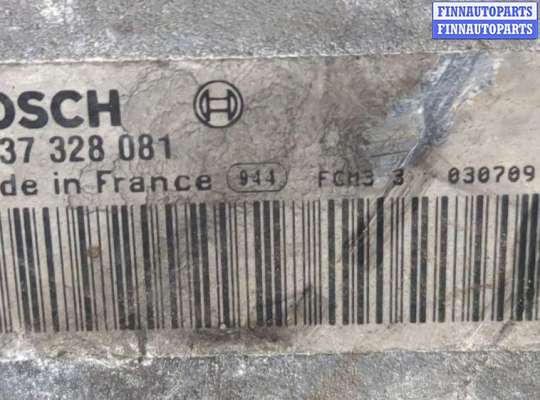 FINNAUTOPARTS
FINNAUTOPARTS
OSCH
37 328 081
de in France 944 FCM3 3 030709